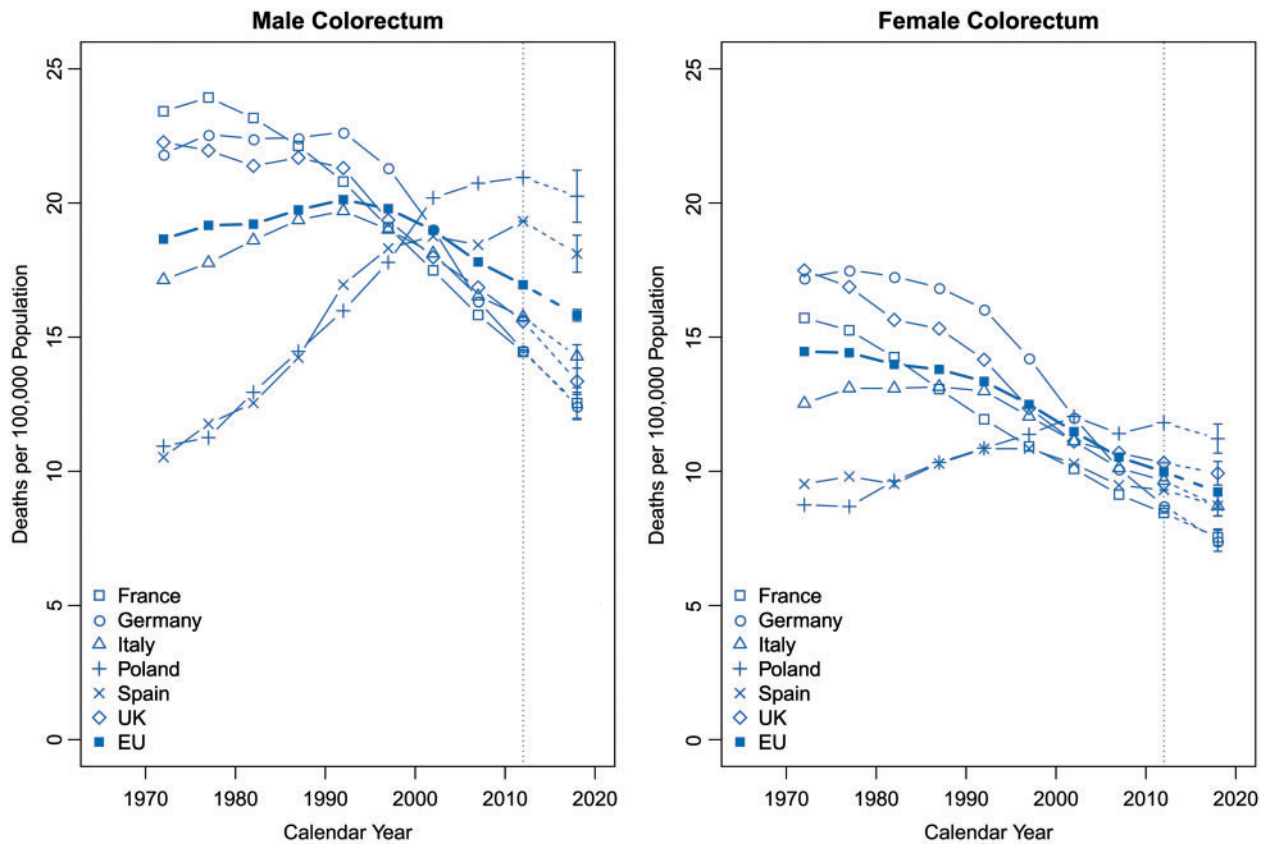 Male Colorectum
Deaths per 100,000 Population
25
20
15
10
5
0
France
Germany
Italy
Poland
Spain
UK
EU
1970 1980 1990 2000 2010 2020
Calendar Year
Female Colorectum
Deaths per 100,000 Population
25
20
15
10
5
0
France
Germany
Italy
Poland
Spain
UK
EU
1970 1980 1990 2000 2010 2020
Calendar Year